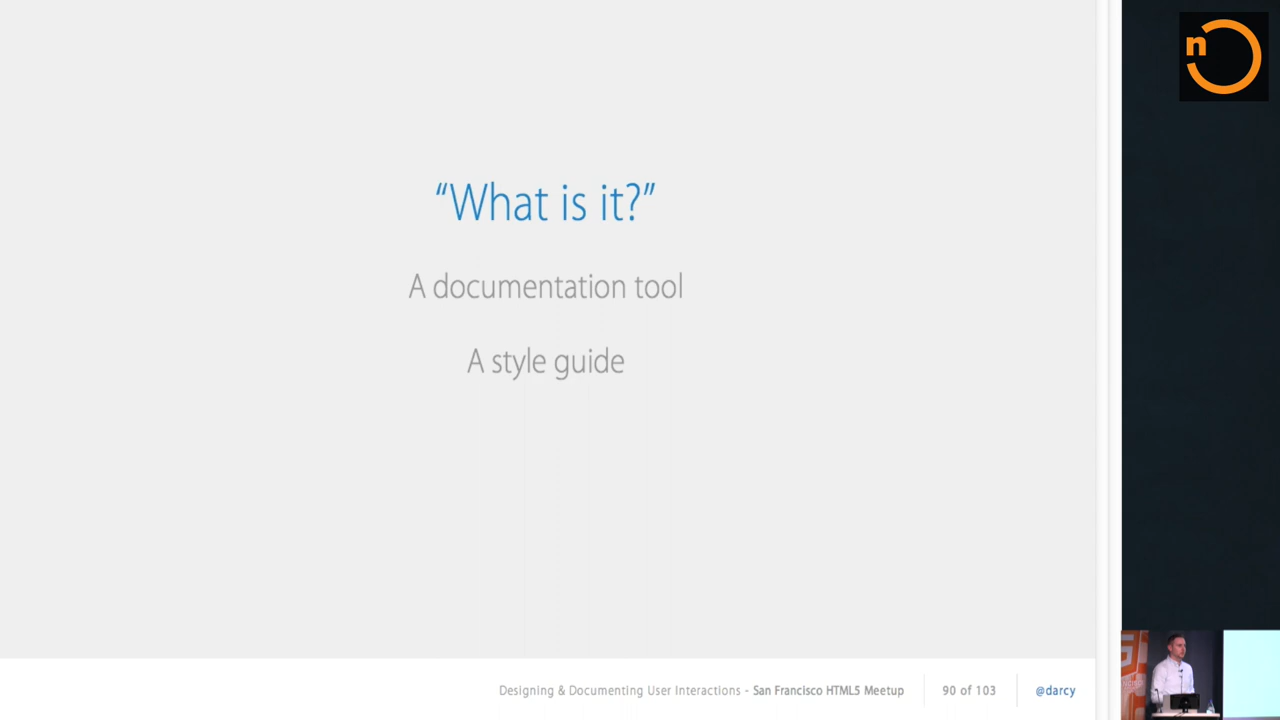 n
“What is it?”
A documentation tool
A style guide
Designing & Documenting User Interactions - San Francisco HTML5 Meetup
90 of 103
@darcy